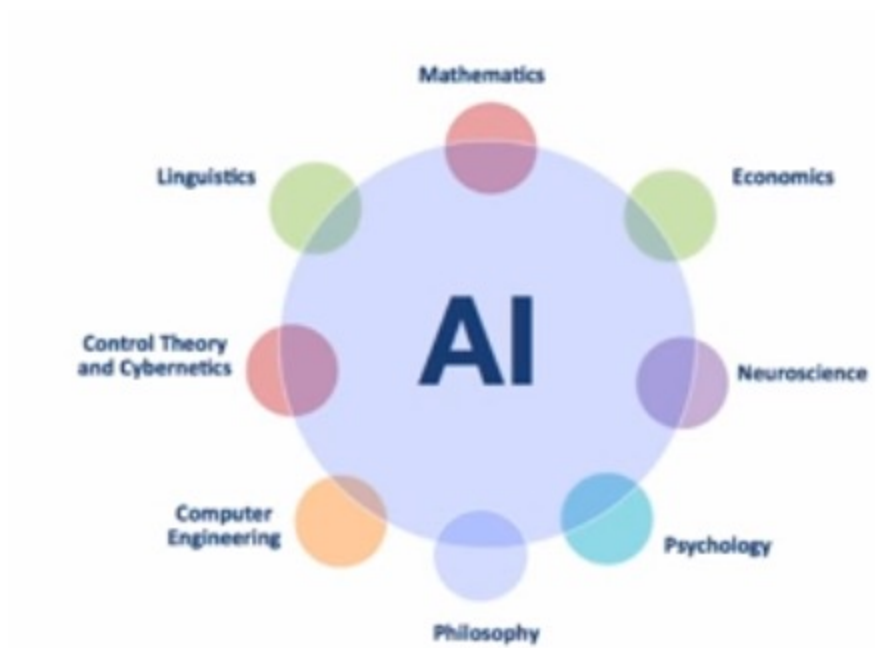 Mathematics
Linguistics
Economics
AI
Control Theory
and Cybernetics
Neuroscience
Computer
Engineering
Psychology
Philosophy